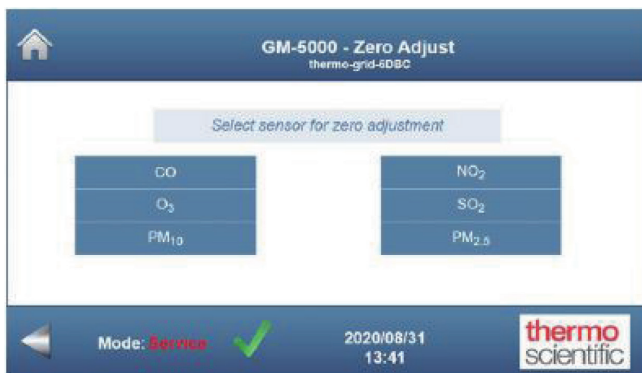 GM-5000 - Zero Adjust
thermo-grid-6DBC
Select sensor for zero adjustment
CO
NO₂
O₃
SO₂
PM₁₀
PM₂.₅
Mode: Service
2020/08/31
13:41
thermo
scientific